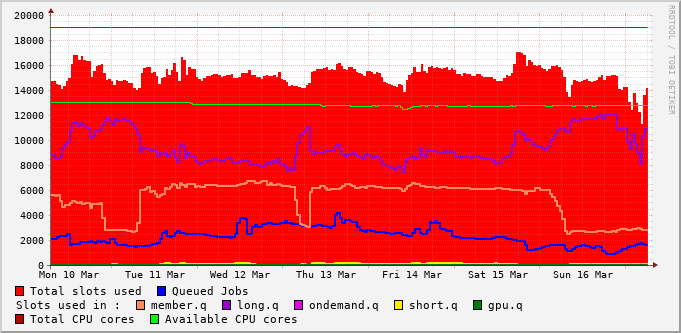 20000
18000
16000
14000
12000
10000
8000
6000
4000
2000
0
Mon 10 Mar Tue 11 Mar Wed 12 Mar Thu 13 Mar Fri 14 Mar Sat 15 Mar Sun 16 Mar
Total slots used Queued Jobs
Slots used in : member.q long.q ondemand.q short.q gpu.q
Total CPU cores Available CPU cores
RRDTOOL / TOBI OETIKER